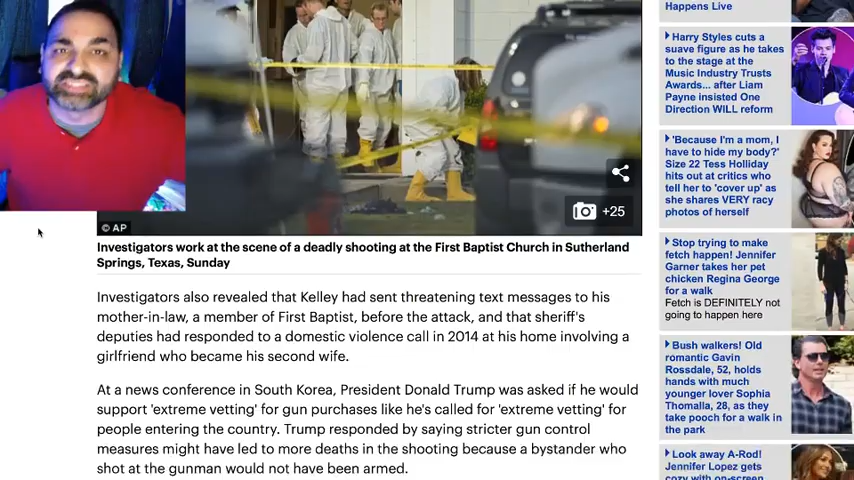 +25
© AP
Investigators work at the scene of a deadly shooting at the First Baptist Church in Sutherland
Springs, Texas, Sunday
Investigators also revealed that Kelley had sent threatening text messages to his
mother-in-law, a member of First Baptist, before the attack, and that sheriff's
deputies had responded to a domestic violence call in 2014 at his home involving a
girlfriend who became his second wife.
At a news conference in South Korea, President Donald Trump was asked if he would
support 'extreme vetting' for gun purchases like he's called for 'extreme vetting' for
people entering the country. Trump responded by saying stricter gun control
measures might have led to more deaths in the shooting because a bystander who
shot at the gunman would not have been armed.
Happens Live
Harry Styles cuts a
suave figure as he takes
to the stage at the
Music Industry Trusts
Awards... after Liam
Payne insisted One
Direction WILL reform
'Because I'm a mom, I
have to hide my body?'
Size 22 Tess Holliday
hits out at critics who
tell her to 'cover up' as
she shares VERY racy
photos of herself
Stop trying to make
fetch happen! Jennifer
Garner takes her pet
chicken Regina George
for a walk
Fetch is DEFINITELY not
going to happen here
Bush walkers! Old
romantic Gavin
Rossdale, 52, holds
hands with much
younger lover Sophia
Thomalla, 28, as they
take pooch for a walk in
the park
Look away A-Rod!
Jennifer Lopez gets
cozy with on-screen